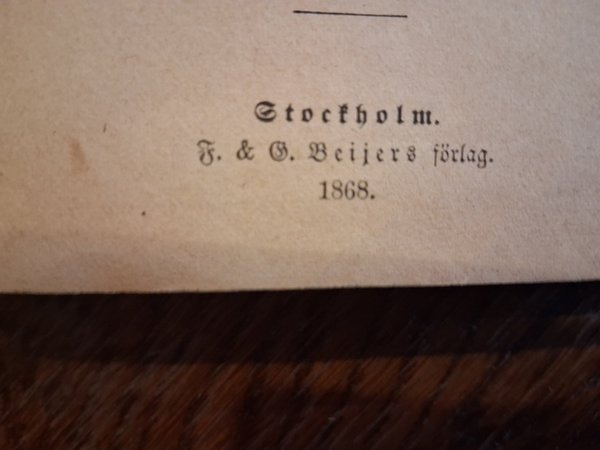 Stockholm.
F. & G. Beijers förlag.
1868.